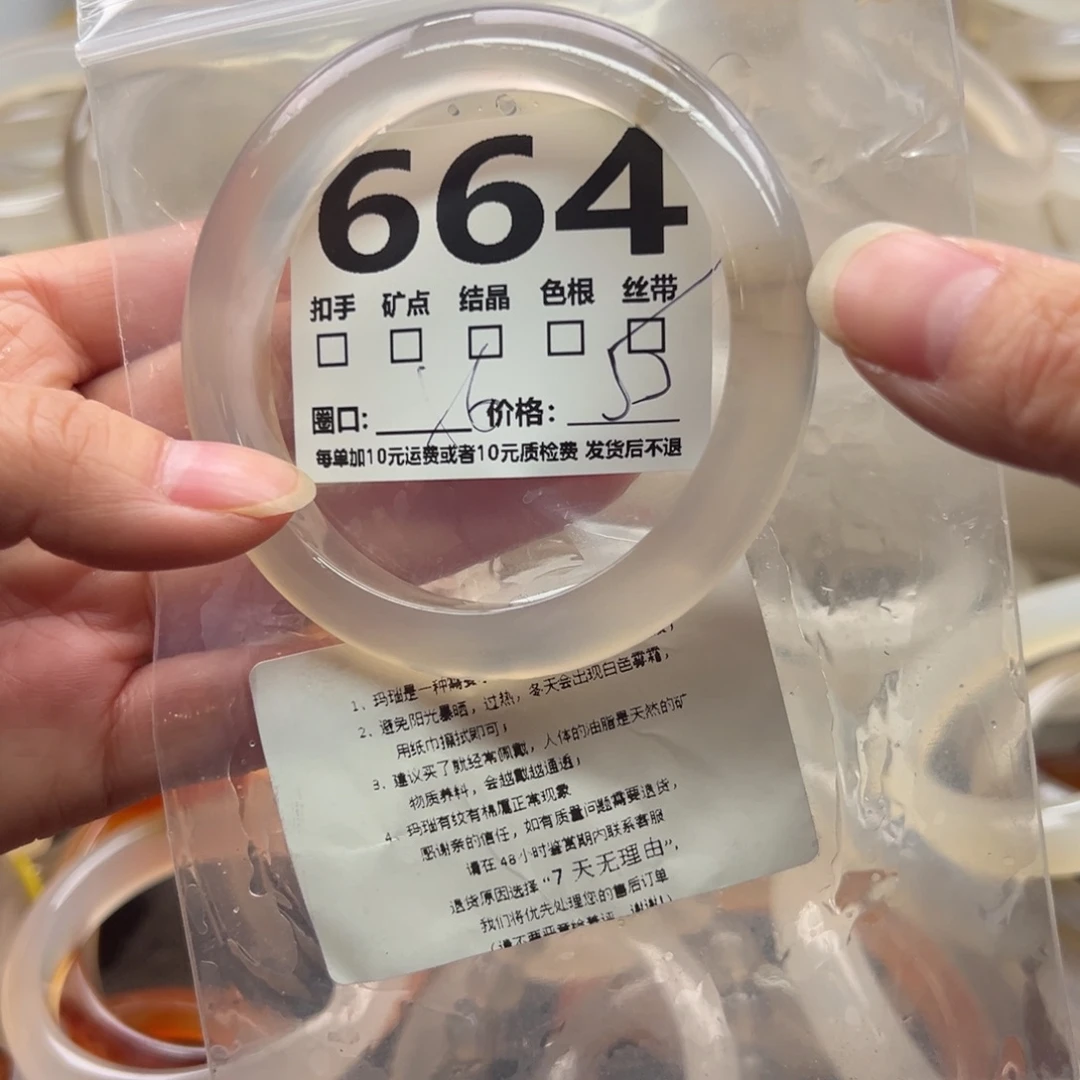 664
扣手 矿点 结晶 色根 丝带
圈口: 价格:
每单加10元运费或者10元质检费 发货后不退
1、玛瑙是一种
2、避免阳光暴晒，过热，冬天会出现白色雾霜，
用纸巾擦拭即可，
3、建议买了就经常佩戴，人体的油脂是天然的矿
物质养料，会越戴越通透，
4、玛瑙有纹有棉属正常现象
感谢亲的信任，如有质量问题需要退货，
请在48小时鉴赏期内联系客服
退货原因选择“7天无理由”，
我们将优先处理您的售后订单